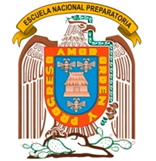 ESCUELA NACIONAL PREPARATORIA
AMOR ORDEN Y PROGRESO